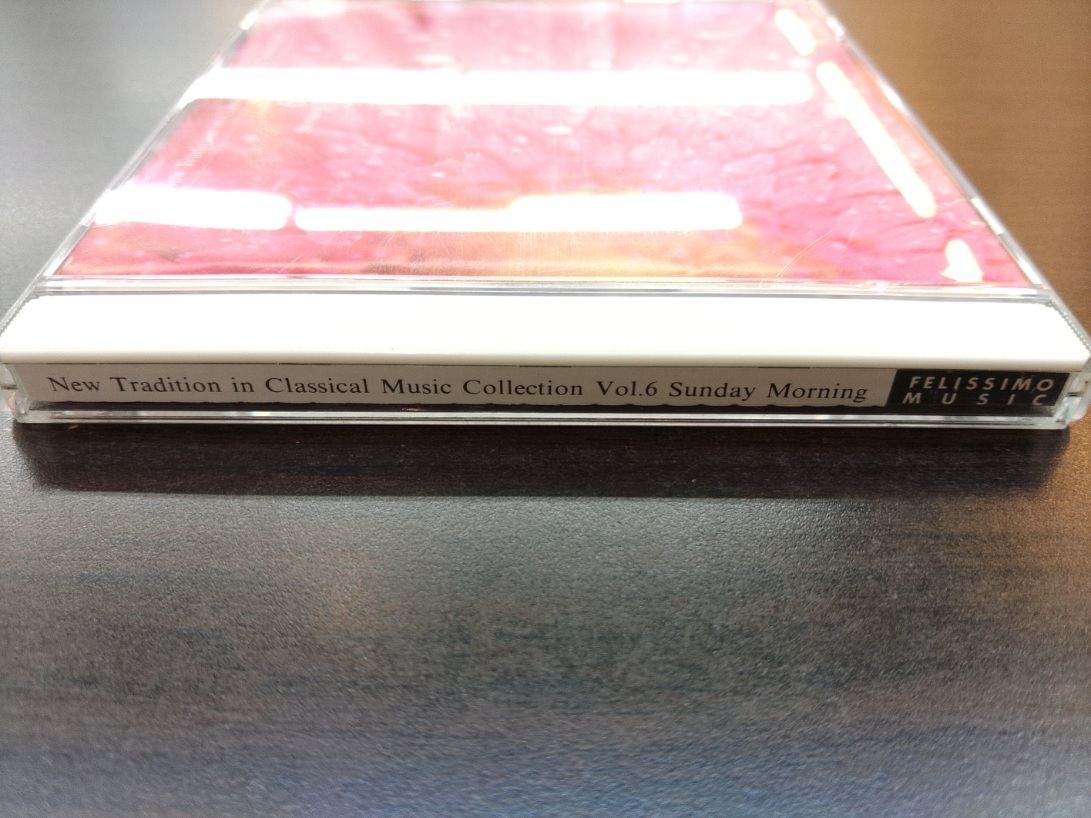 New Tradition in Classical Music Collection Vol.6 Sunday Morning
FELISSIMO
MUSIC